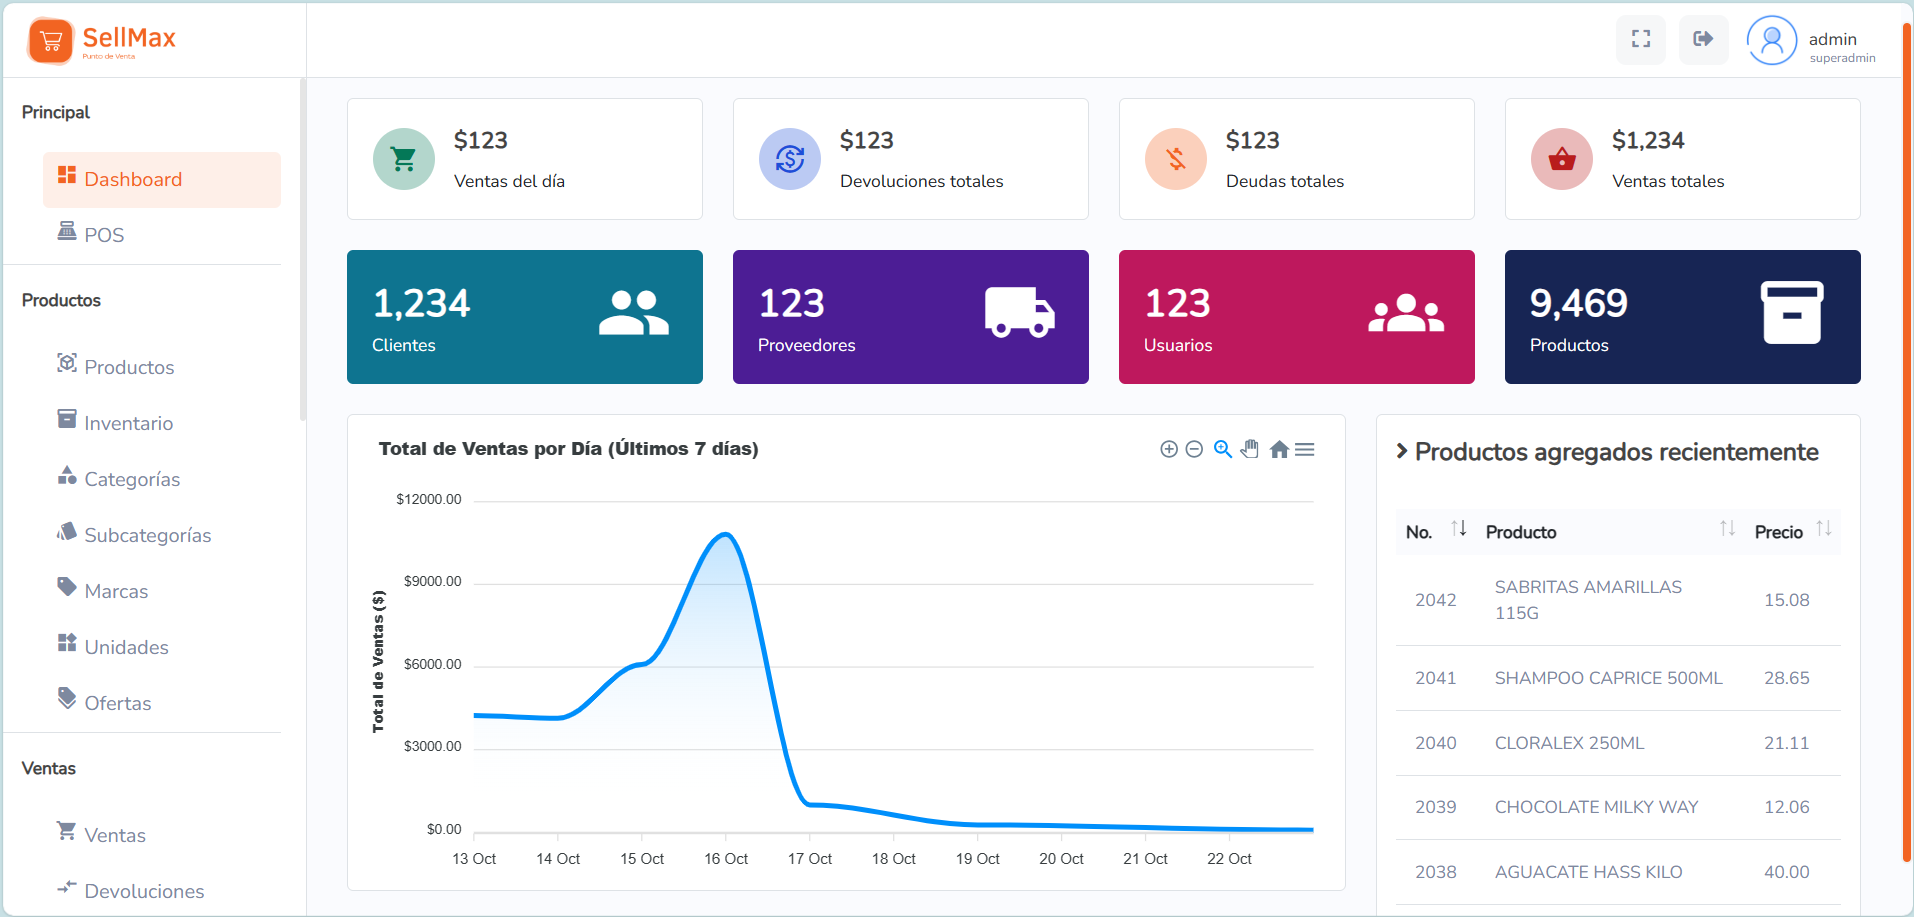 SellMax
Punto de Venta
admin
superadmin
Principal
Dashboard
POS
Productos
Productos
Inventario
Categorías
Subcategorías
Marcas
Unidades
Ofertas
Ventas
Ventas
Devoluciones
$123
Ventas del día
$123
Devoluciones totales
$123
Deudas totales
$1,234
Ventas totales
1,234
Clientes
123
Proveedores
123
Usuarios
9,469
Productos
Total de Ventas por Día (Últimos 7 días)
Total de Ventas ($)
$12000.00
$9000.00
$6000.00
$3000.00
$0.00
13 Oct 14 Oct 15 Oct 16 Oct 17 Oct 18 Oct 19 Oct 20 Oct 21 Oct 22 Oct
Productos agregados recientemente
No. Producto Precio
2042 SABRITAS AMARILLAS 15.08
115G
2041 SHAMPOO CAPRICE 500ML 28.65
2040 CLORALEX 250ML 21.11
2039 CHOCOLATE MILKY WAY 12.06
2038 AGUACATE HASS KILO 40.00